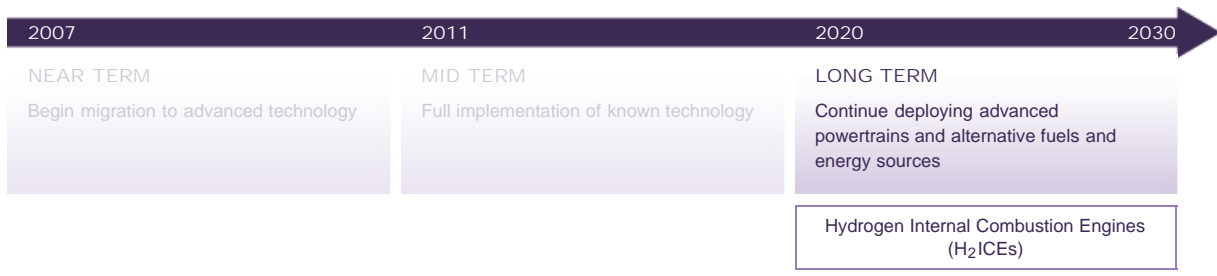 2007 2011 2020 2030
NEAR TERM
Begin migration to advanced technology
MID TERM
Full implementation of known technology
LONG TERM
Continue deploying advanced
powertrains and alternative fuels and
energy sources
Hydrogen Internal Combustion Engines
(H₂ICEs)